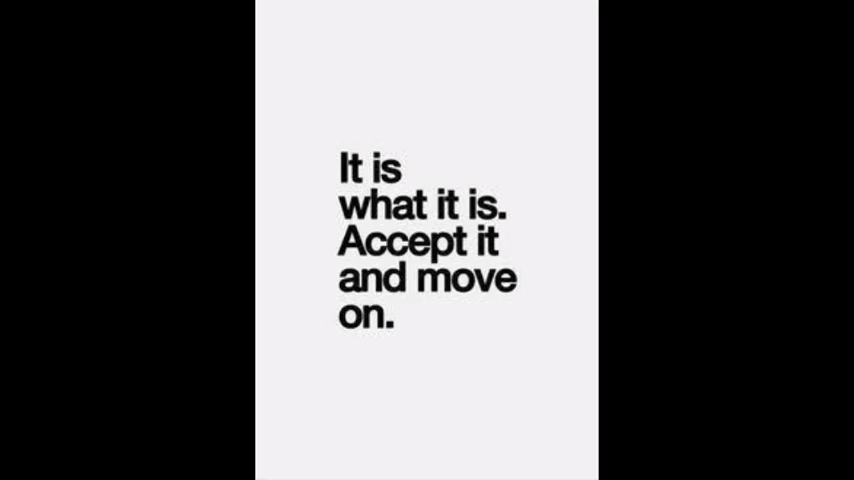 It is
what it is.
Accept it
and move
on.